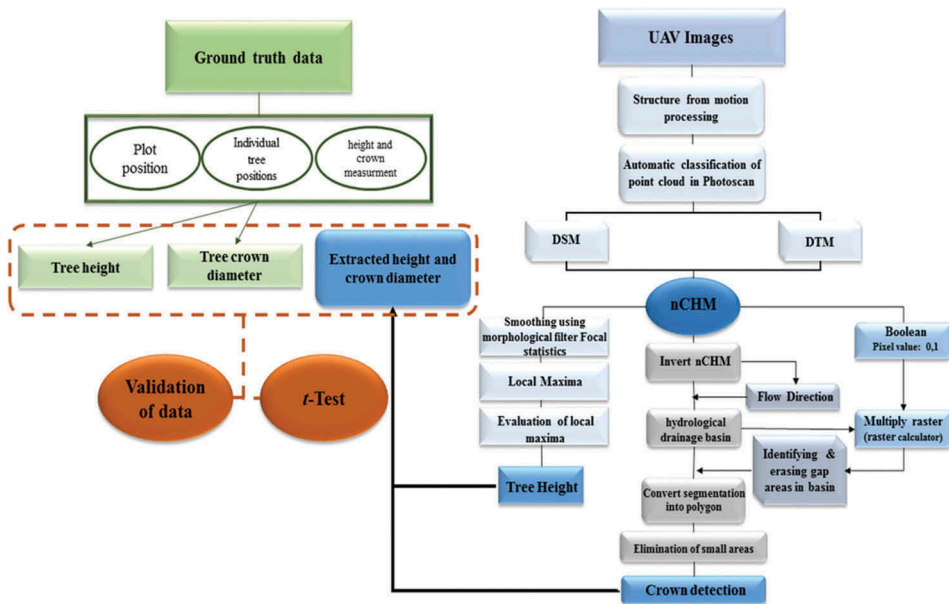 Ground truth data
Plot
position
Individual
tree
positions
height and
crown
measurment
Tree height
Tree crown
diameter
Extracted height and
crown diameter
Validation
of data
t-Test
UAV Images
Structure from motion
processing
Automatic classification of
point cloud in Photoscan
DSM
DTM
nCHM
Smoothing using
morphological filter Focal
statistics
Local Maxima
Evaluation of local
maxima
Tree Height
Invert nCHM
Flow Direction
hydrological
drainage basin
Boolean
Pixel value: 0,1
Multiply raster
(raster calculator)
Identifying &
erasing gap
areas in basin
Convert segmentation
into polygon
Elimination of small areas
Crown detection